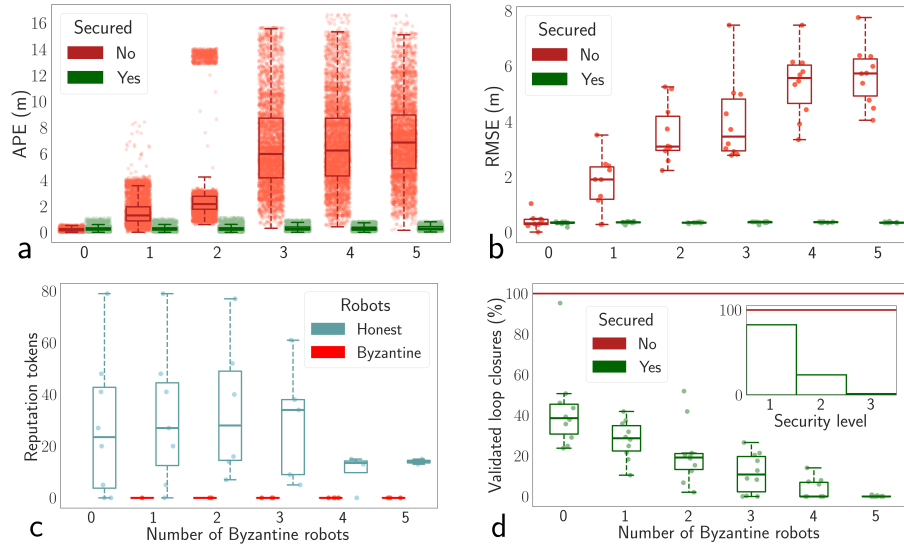 APE (m)
16
14
12
10
8
6
4
2
0
Secured
No
Yes
0 1 2 3 4 5
a
RMSE (m)
8
6
4
2
0
Secured
No
Yes
0 1 2 3 4 5
b
Reputation tokens
80
60
40
20
0
Robots
Honest
Byzantine
0 1 2 3 4 5
Number of Byzantine robots
c
Validated loop closures (%)
100
80
60
40
20
0
Secured
No
Yes
100
0
1 2 3
Security level
0 1 2 3 4 5
Number of Byzantine robots
d